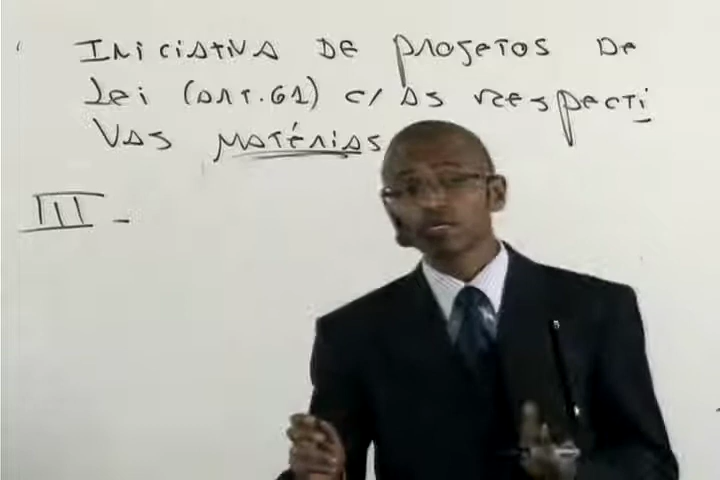 INICIATIVA DE PROJETOS DE
Lei (ART. 61) C/ AS RESPECTI
VAS MATÉRIAS
III -